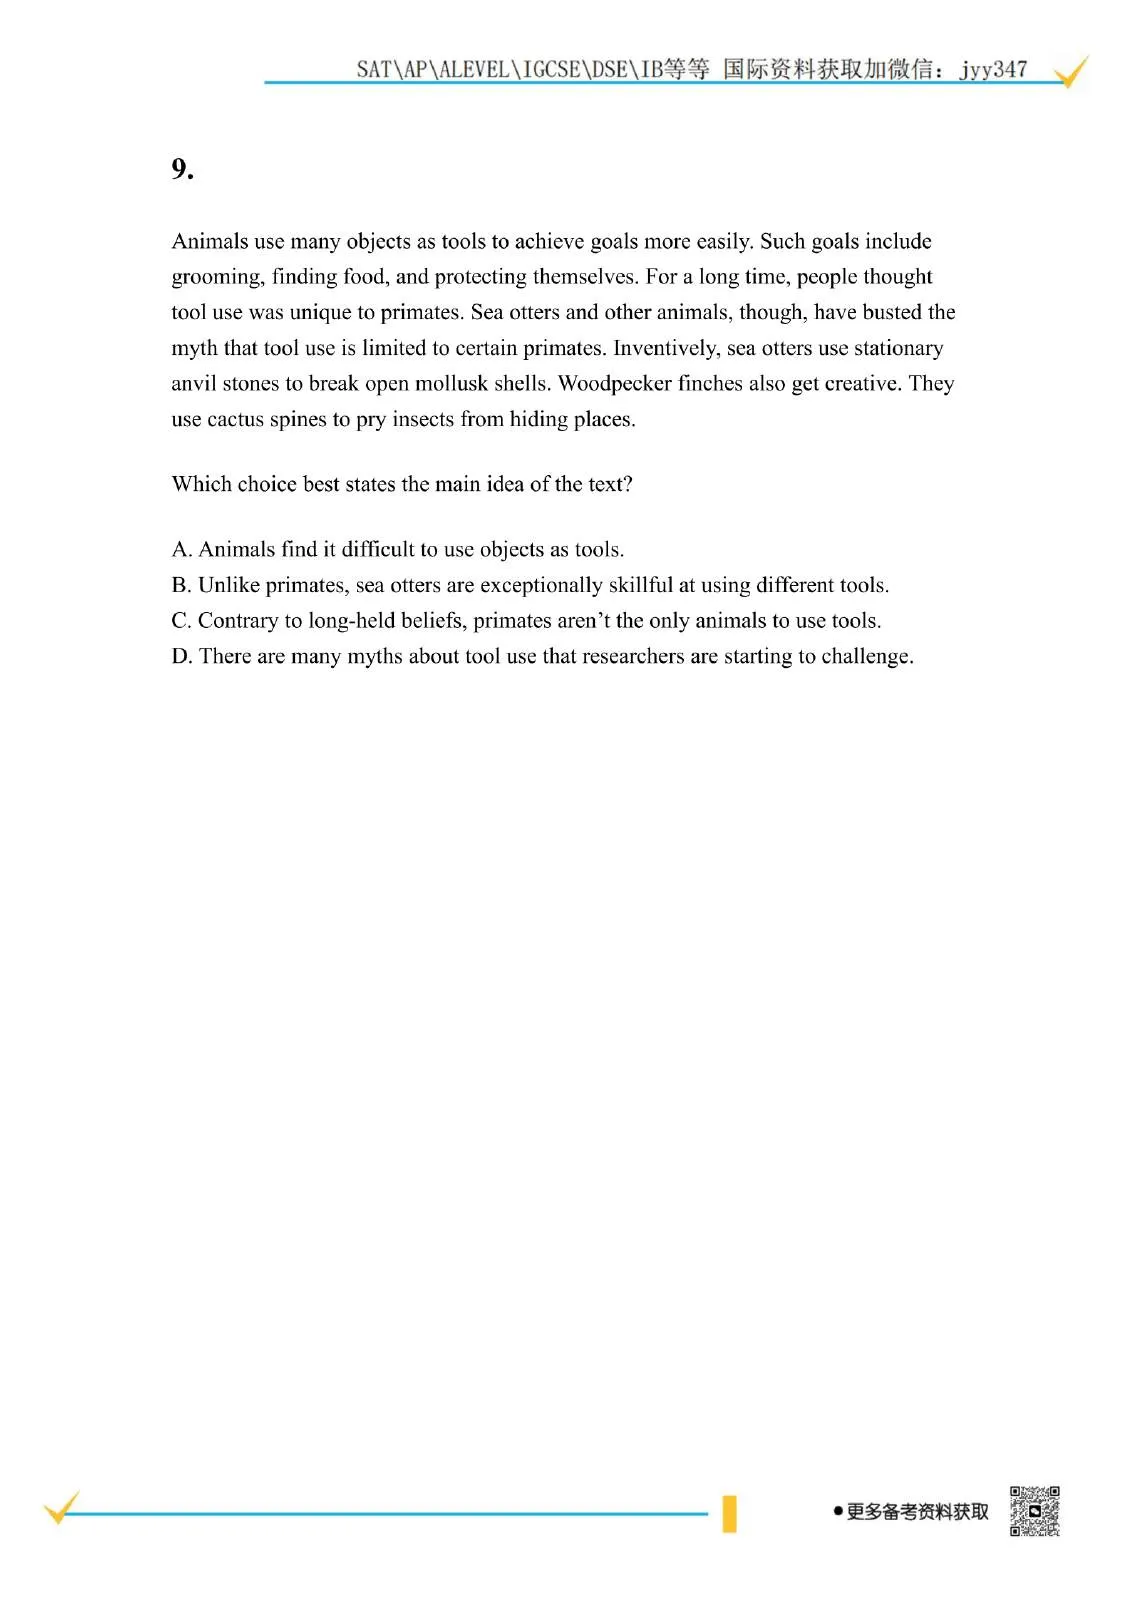 SAT\AP\ALEVEL\IGCSE\DSE\IB等等 国际资料获取加微信：jyy347
9.
Animals use many objects as tools to achieve goals more easily. Such goals include
grooming, finding food, and protecting themselves. For a long time, people thought
tool use was unique to primates. Sea otters and other animals, though, have busted the
myth that tool use is limited to certain primates. Inventively, sea otters use stationary
anvil stones to break open mollusk shells. Woodpecker finches also get creative. They
use cactus spines to pry insects from hiding places.
Which choice best states the main idea of the text?
A. Animals find it difficult to use objects as tools.
B. Unlike primates, sea otters are exceptionally skillful at using different tools.
C. Contrary to long-held beliefs, primates aren’t the only animals to use tools.
D. There are many myths about tool use that researchers are starting to challenge.
●更多备考资料获取